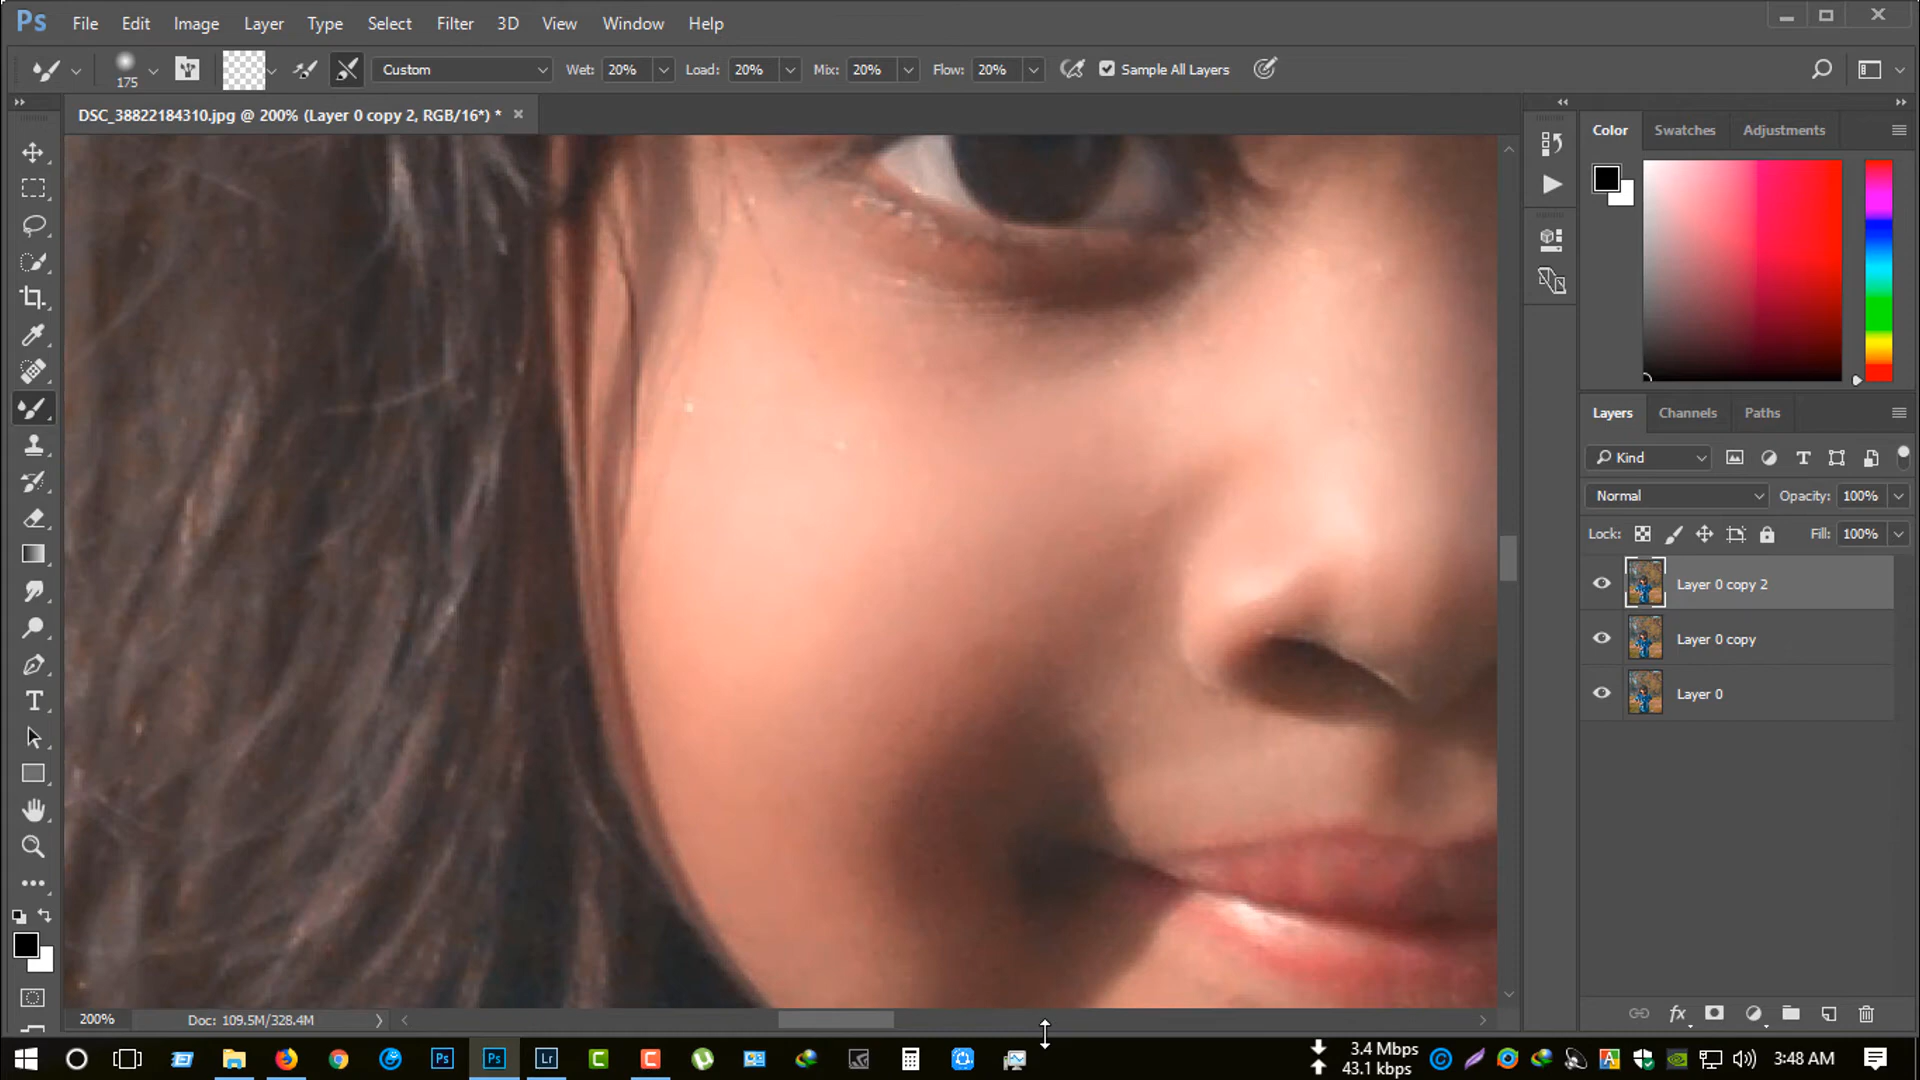 Ps File Edit Image Layer Type Select Filter 3D View Window Help
175 Custom Wet: 20% Load: 20% Mix: 20% Flow: 20% Sample All Layers
DSC_38822184310.jpg @ 200% (Layer 0 copy 2, RGB/16*) *
Color Swatches Adjustments
Layers Channels Paths
Kind
Normal Opacity: 100%
Lock: Fill: 100%
Layer 0 copy 2
Layer 0 copy
Layer 0
200% Doc: 109.5M/328.4M
Ps Ps Lr C C 3.4 Mbps
43.1 kbps
3:48 AM